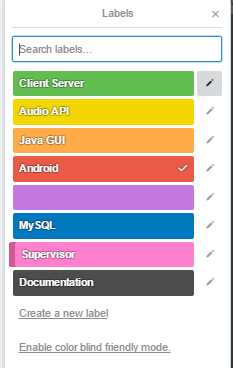 Labels
Search labels...
Client Server
Audio API
Java GUI
Android
MySQL
Supervisor
Documentation
Create a new label
Enable color blind friendly mode.